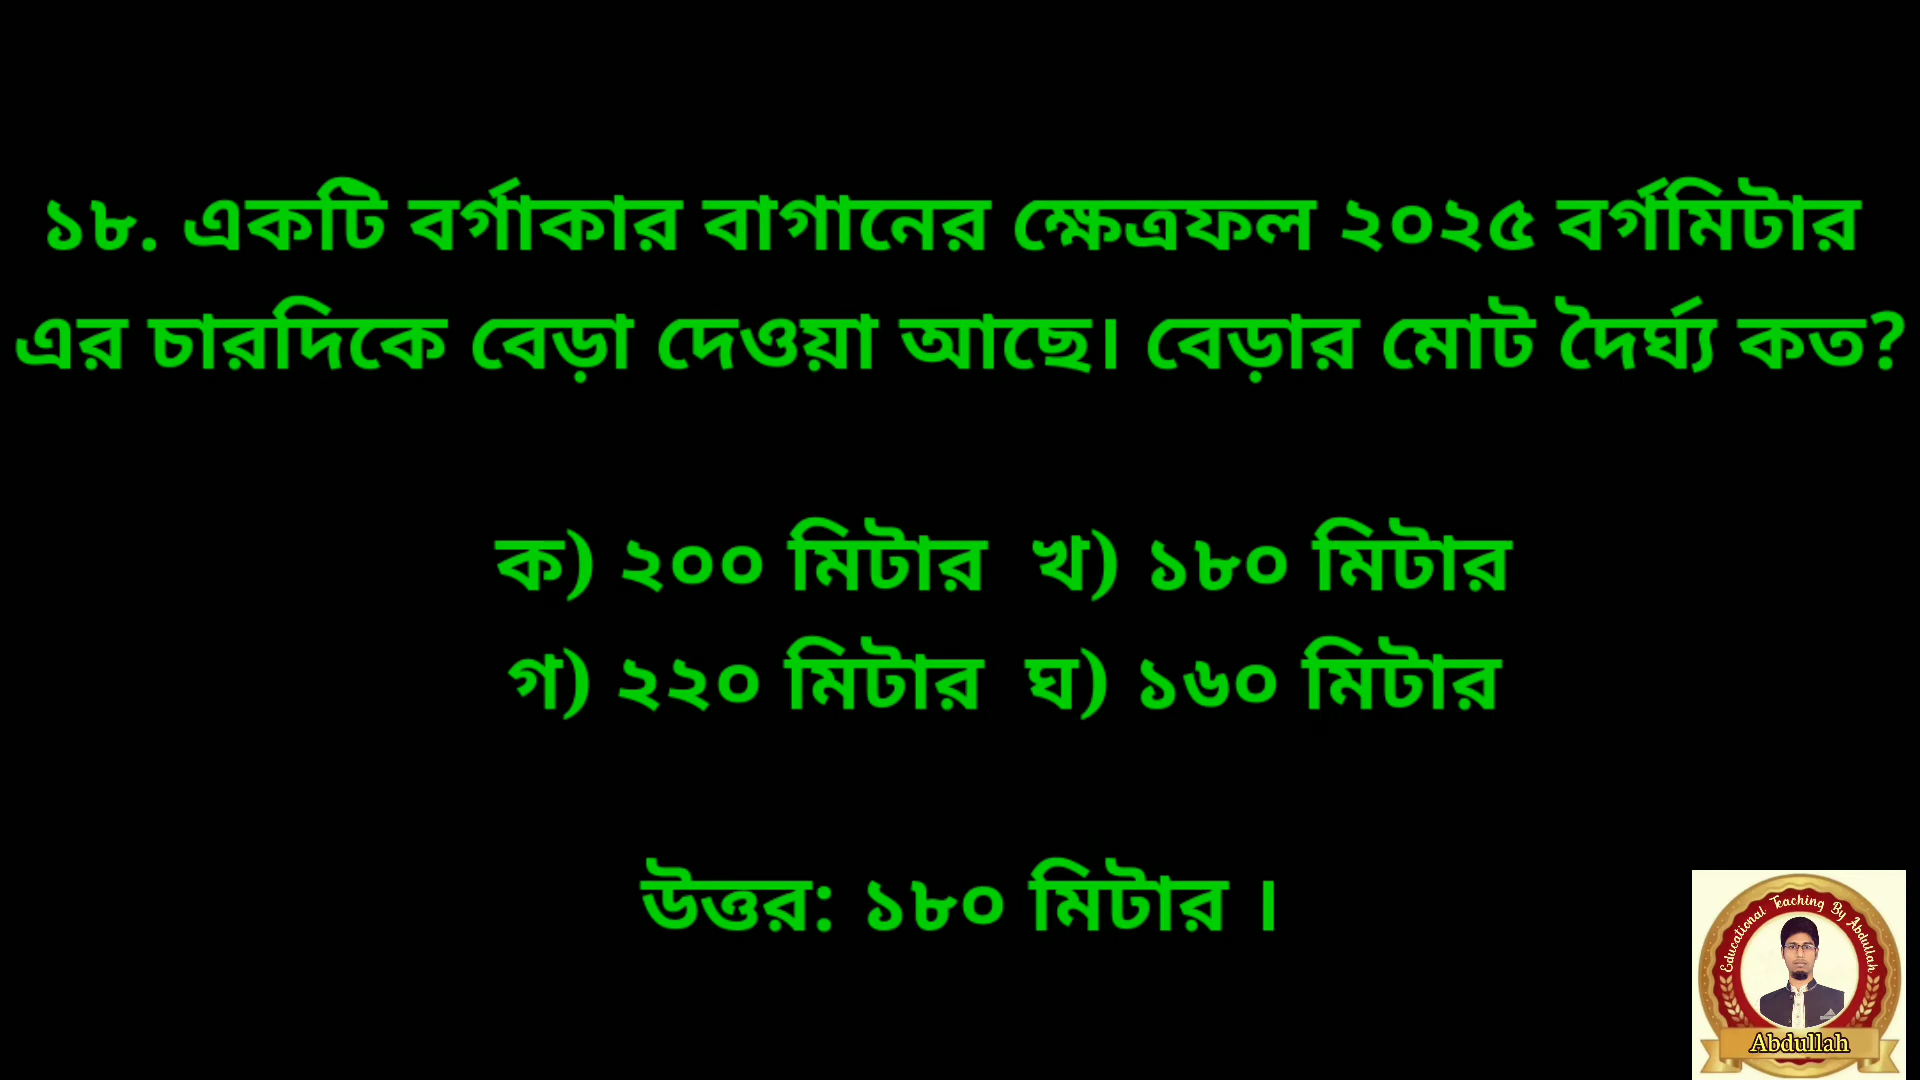 ১৮. একটি বর্গাকার বাগানের ক্ষেত্রফল ২০২৫ বর্গমিটার
এর চারদিকে বেড়া দেওয়া আছে। বেড়ার মোট দৈর্ঘ্য কত?
ক) ২০০ মিটার খ) ১৮০ মিটার
গ) ২২০ মিটার ঘ) ১৬০ মিটার
উত্তর: ১৮০ মিটার ।
Educational Teaching By Abdullah
Abdullah